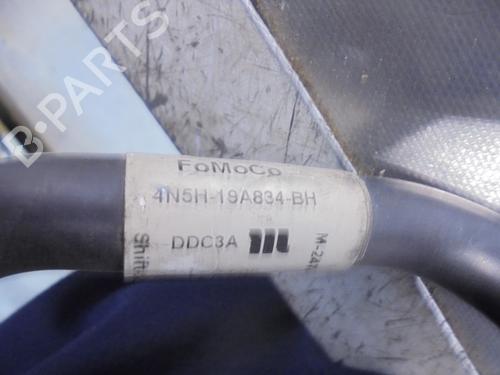 B-PARTS
FoMoCo
4N5H-19A834-BH
DDC3A